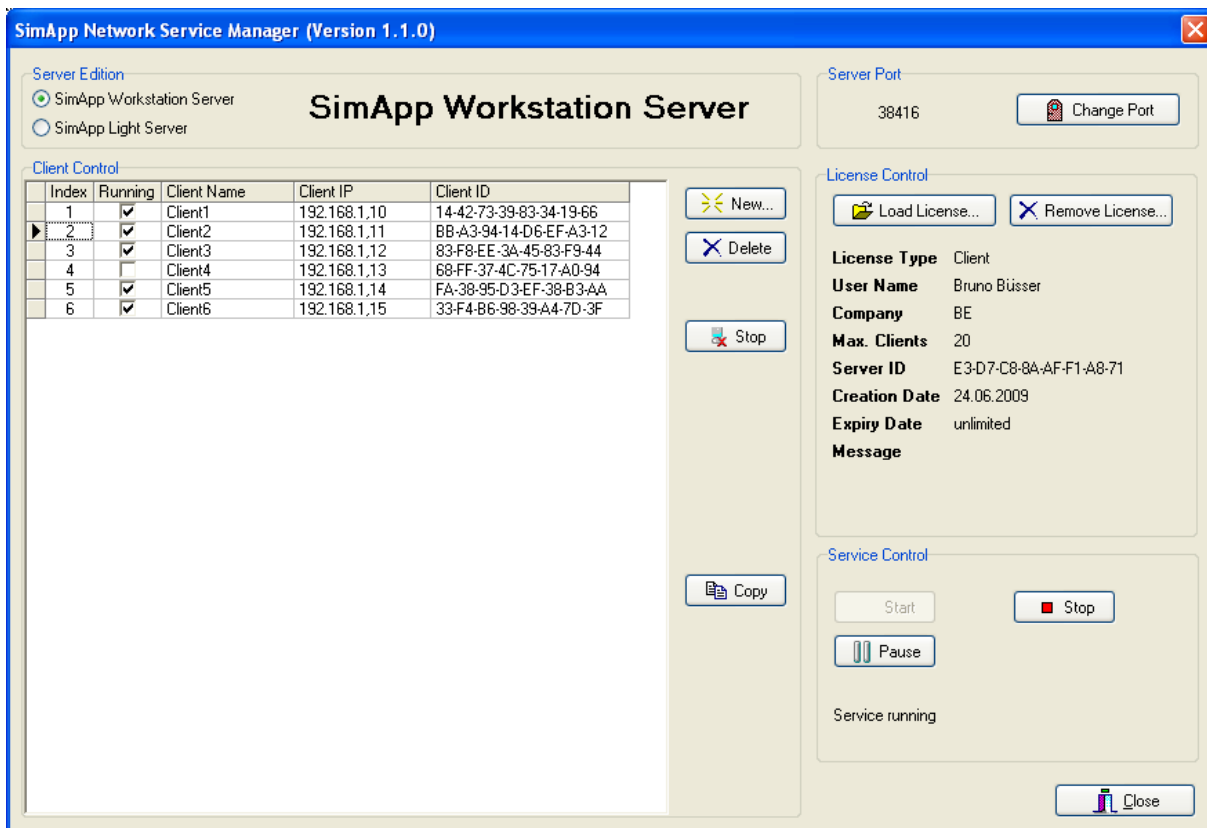 SimApp Network Service Manager (Version 1.1.0)
Server Edition
SimApp Workstation Server
SimApp Light Server
SimApp Workstation Server
Server Port
38416
Change Port
Client Control
Index Running Client Name Client IP Client ID
1 Client1 192.168.1,10 14-42-73-39-83-34-19-66
2 Client2 192.168.1,11 BB-A3-94-14-D6-EF-A3-12
3 Client3 192.168.1,12 83-F8-EE-3A-45-83-F9-44
4 Client4 192.168.1,13 68-FF-37-4C-75-17-A0-94
5 Client5 192.168.1,14 FA-38-95-D3-EF-38-B3-AA
6 Client6 192.168.1,15 33-F4-B6-98-39-A4-7D-3F
New...
Delete
Stop
Copy
License Control
Load License...
Remove License...
License Type Client
User Name Bruno Büsser
Company BE
Max. Clients 20
Server ID E3-D7-C8-8A-AF-F1-A8-71
Creation Date 24.06.2009
Expiry Date unlimited
Message
Service Control
Start
Stop
Pause
Service running
Close